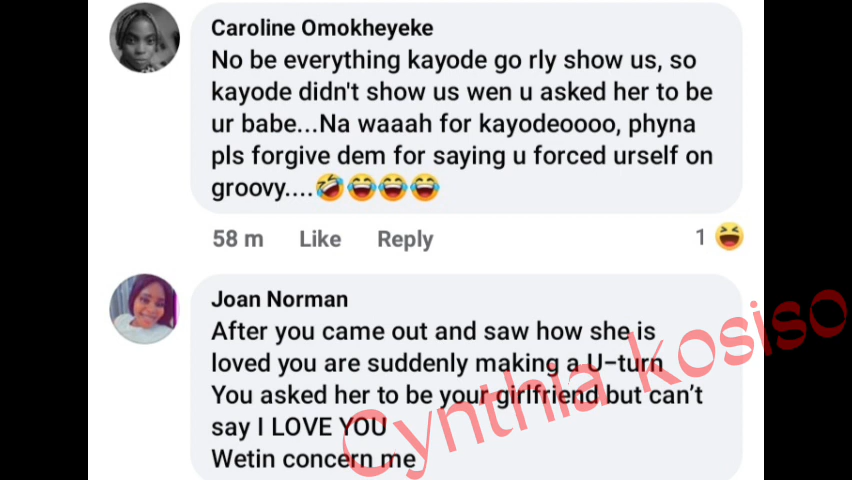 Caroline Omokheyeke
No be everything kayode go rly show us, so
kayode didn't show us wen u asked her to be
ur babe...Na waaah for kayodeoooo, phyna
pls forgive dem for saying u forced urself on
groovy....🤣😂😂😂
58 m Like Reply 1 😆
Joan Norman
After you came out and saw how she is
loved you are suddenly making a U-turn
You asked her to be your girlfriend but can't
say I LOVE YOU
Wetin concern me
Cynthia kosiso